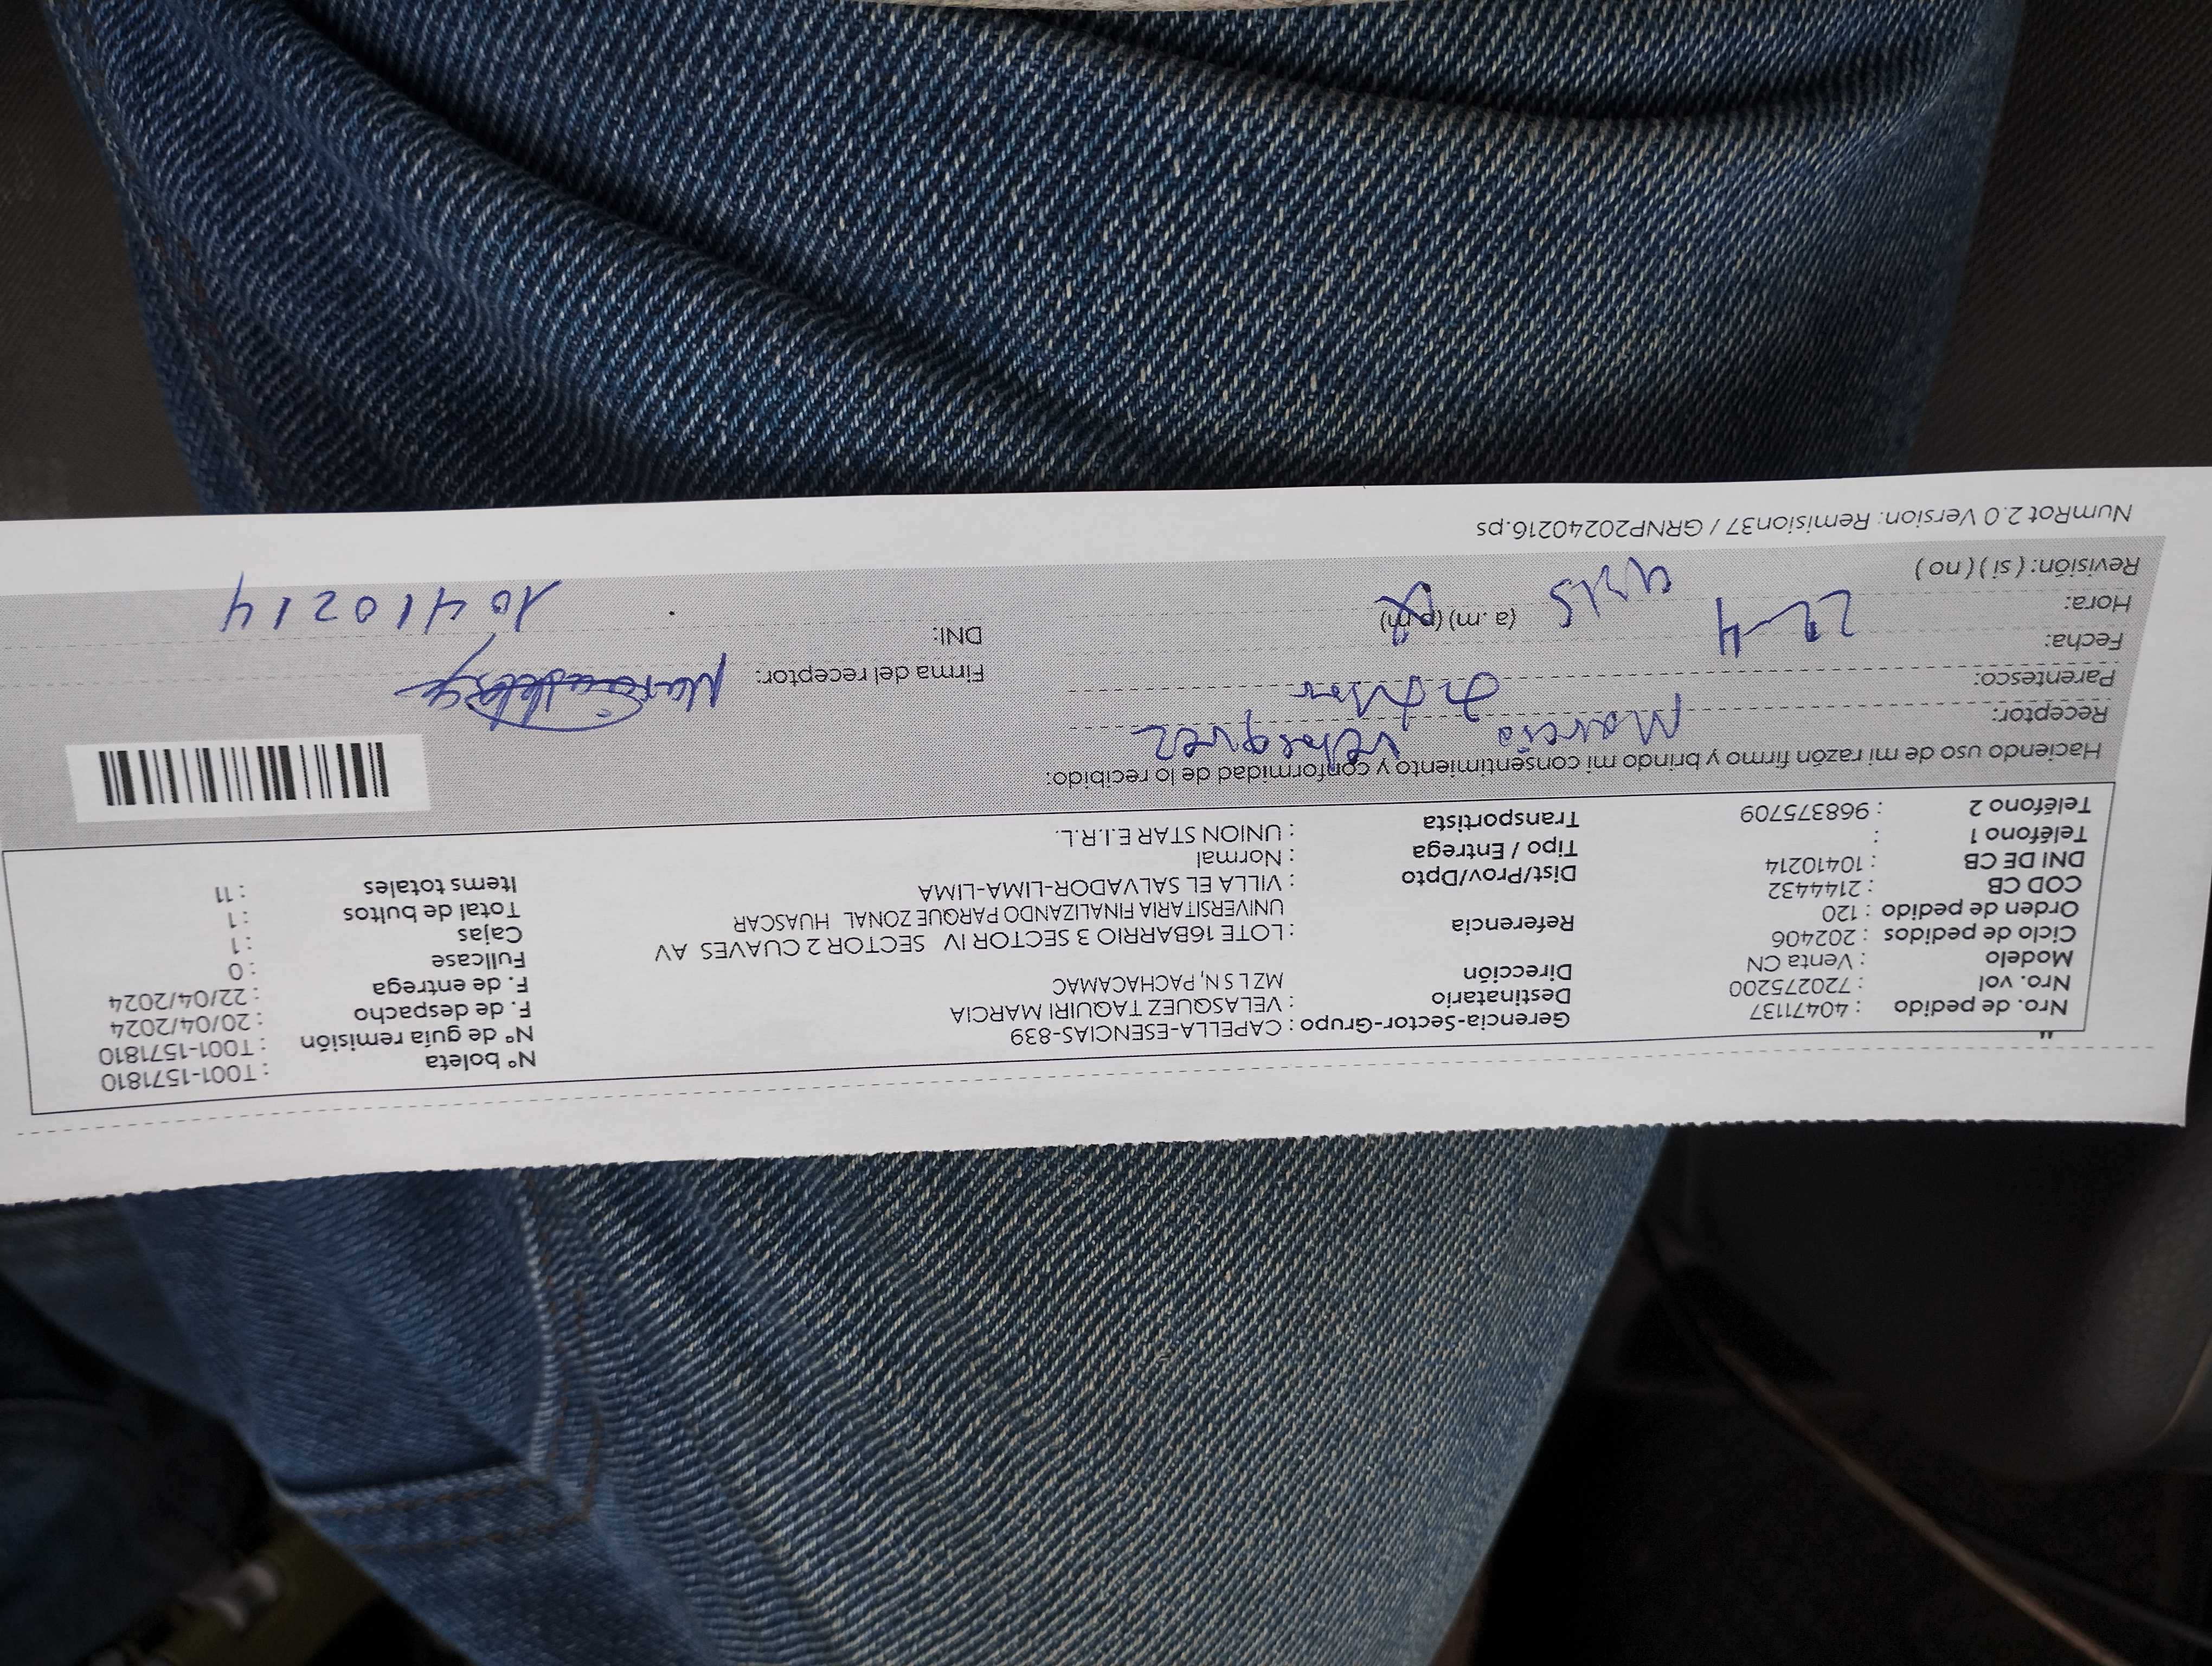 Nro. de pedido : 40471137
Nro. vol : 720275200
Modelo : Venta CN
Ciclo de pedidos : 202406
Orden de pedido : 120
COD CB : 2144432
DNI DE CB : 10410214
Teléfono 1 :
Teléfono 2 : 968375709
Gerencia-Sector-Grupo : CAPELLA-ESENCIAS-839
Destinatario : VELASQUEZ TAQUIRI MARCIA
Dirección MZ L S N, PACHACAMAC
: LOTE 16BARRIO 3 SECTOR IV SECTOR 2 CUAVES AV
Referencia UNIVERSITARIA FINALIZANDO PARQUE ZONAL HUASCAR
Dist/Prov/Dpto : VILLA EL SALVADOR-LIMA-LIMA
Tipo / Entrega : Normal
Transportista : UNION STAR E.I.R.L.
N° boleta : T001-1571810
N° de guía remisión : T001-1571810
F. de despacho : 20/04/2024
F. de entrega : 22/04/2024
Fullcase : 0
Cajas : 1
Total de bultos : 1
Items totales : 11
Haciendo uso de mi razón firmo y brindo mi consentimiento y conformidad de lo recibido:
Receptor: Marcia Velasquez
Parentesco: titular
Fecha: 22-4
Hora: (a .m) (p.m)
Revisión: ( si ) ( no )
Firma del receptor:
DNI: 10410214
NumRot 2.0 Version: Remision37 / GRNP20240216.ps